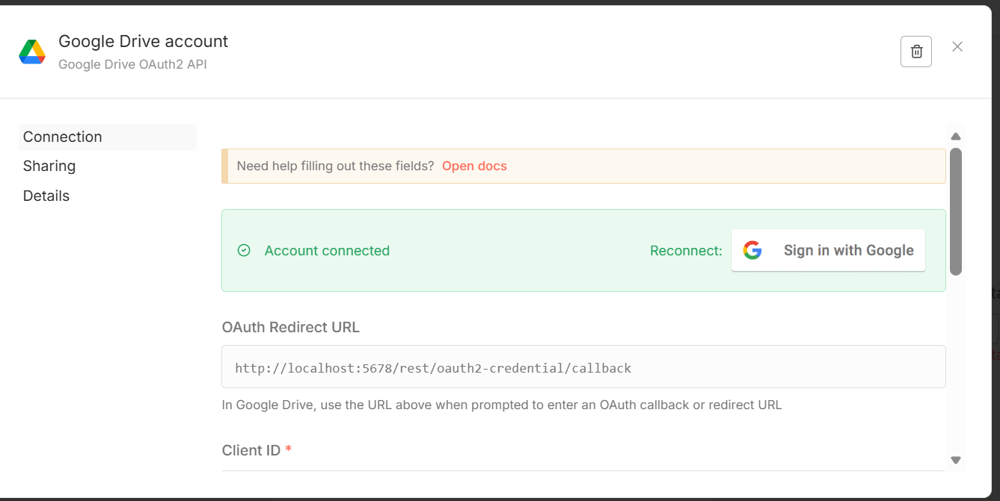 Google Drive account
Google Drive OAuth2 API
Connection
Sharing
Details
Need help filling out these fields? Open docs
Account connected
Reconnect: Sign in with Google
OAuth Redirect URL
http://localhost:5678/rest/oauth2-credential/callback
In Google Drive, use the URL above when prompted to enter an OAuth callback or redirect URL
Client ID *